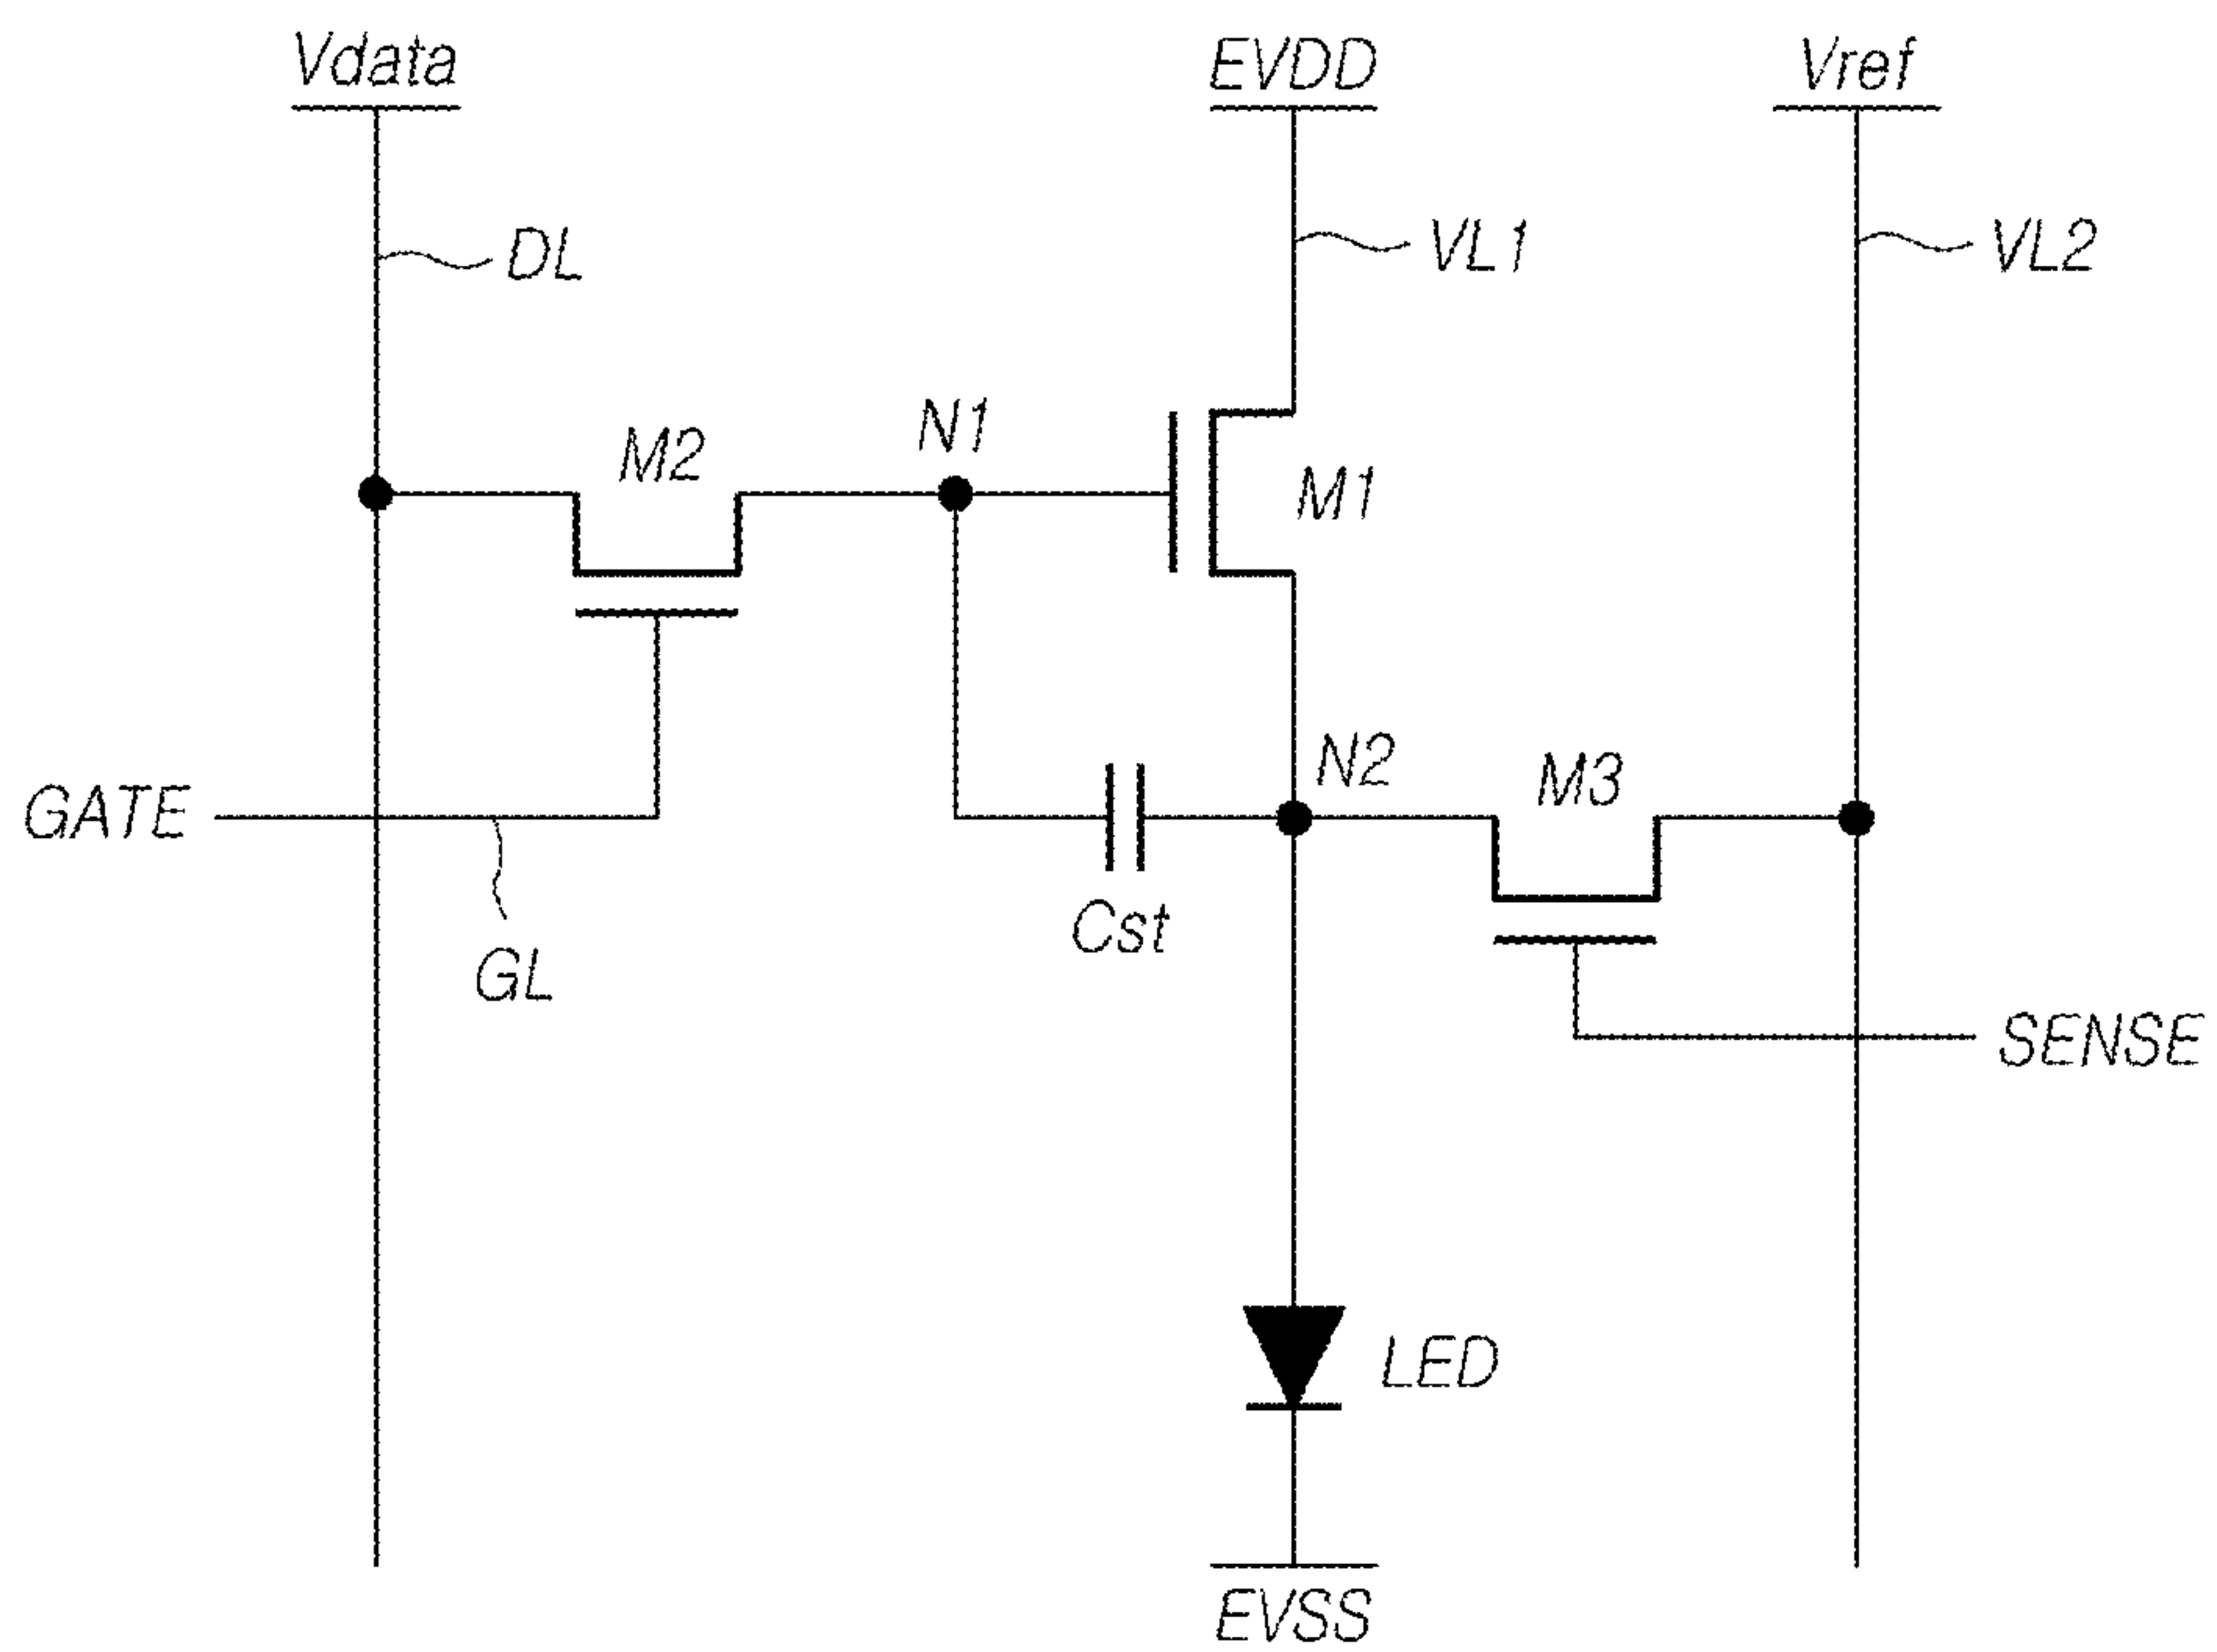 Vdata
EVDD
Vref
DL
VL1
VL2
N1
M2
M1
N2
M3
GATE
Cst
GL
SENSE
LED
EVSS